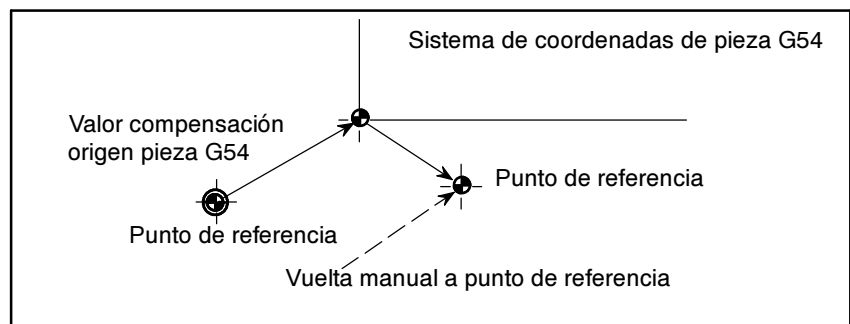 Sistema de coordenadas de pieza G54
Valor compensación
origen pieza G54
Punto de referencia
Punto de referencia
Vuelta manual a punto de referencia